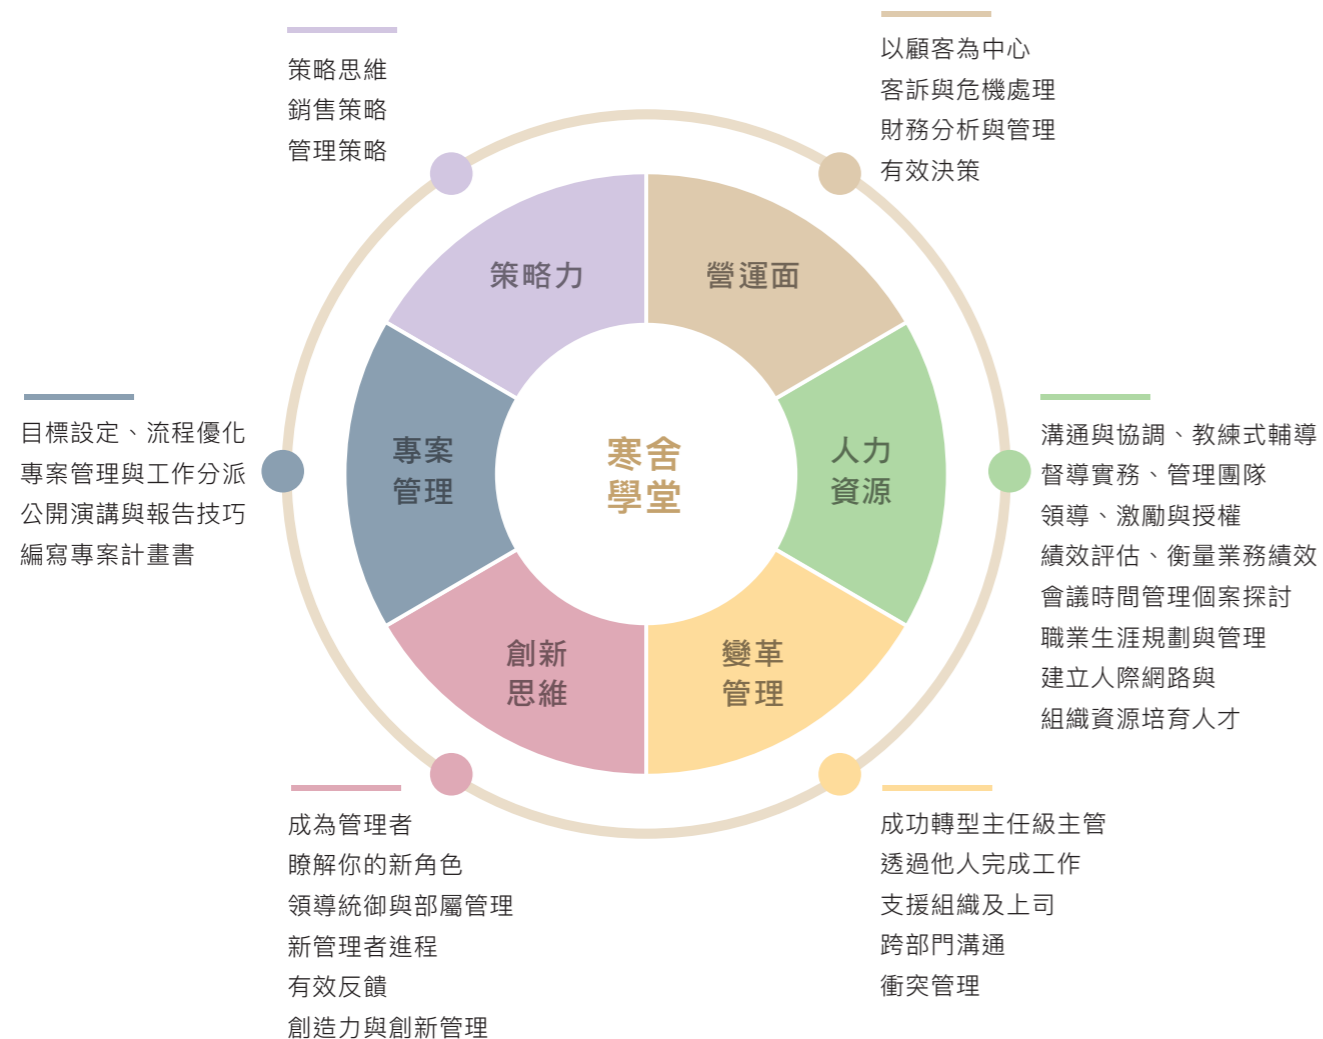 策略思維
銷售策略
管理策略
以顧客為中心
客訴與危機處理
財務分析與管理
有效決策
策略力
營運面
專案
管理
寒舍
學堂
人力
資源
創新
思維
變革
管理
目標設定、流程優化
專案管理與工作分派
公開演講與報告技巧
編寫專案計畫書
溝通與協調、教練式輔導
督導實務、管理團隊
領導、激勵與授權
績效評估、衡量業務績效
會議時間管理個案探討
職業生涯規劃與管理
建立人際網路與
組織資源培育人才
成為管理者
瞭解你的新角色
領導統御與部屬管理
新管理者進程
有效反饋
創造力與創新管理
成功轉型主任級主管
透過他人完成工作
支援組織及上司
跨部門溝通
衝突管理